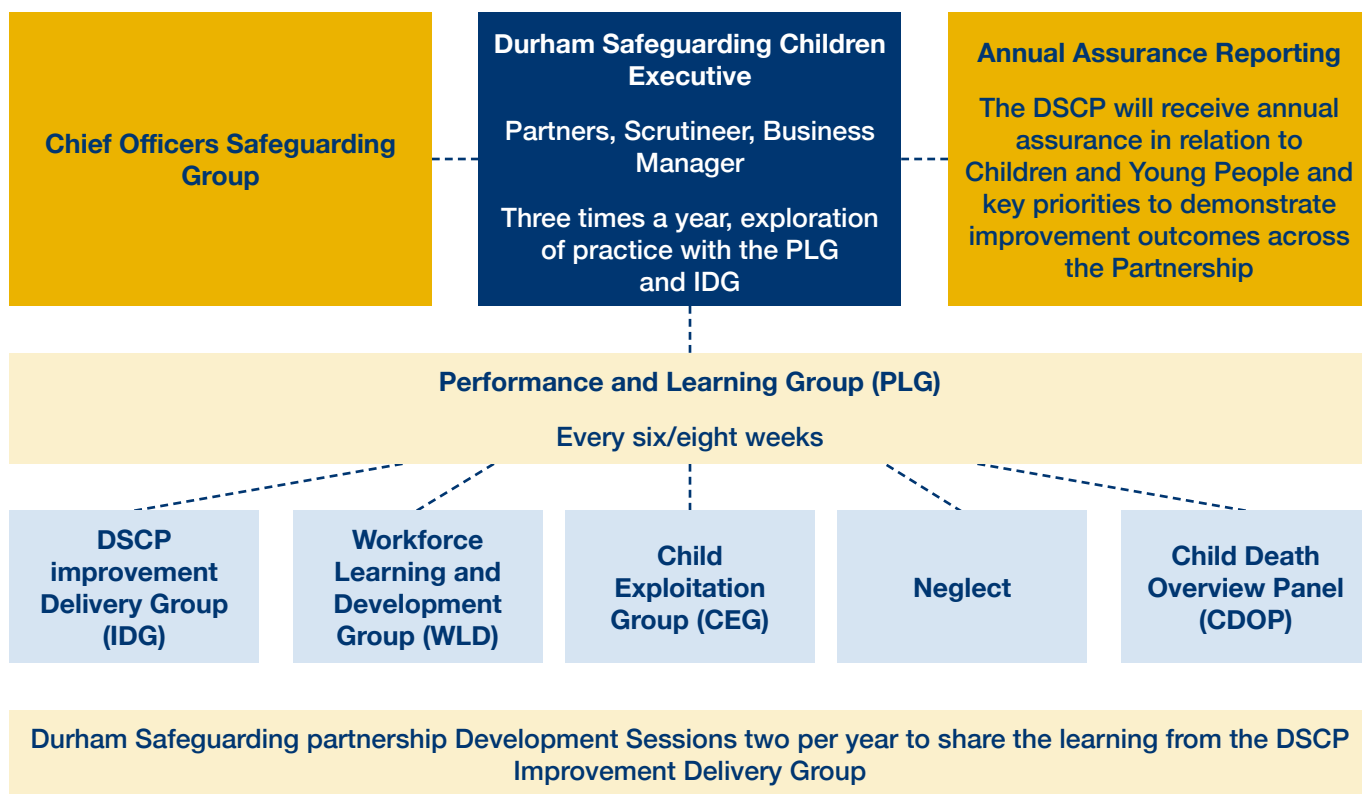 Chief Officers Safeguarding
Group
Durham Safeguarding Children
Executive
Partners, Scrutineer, Business
Manager
Three times a year, exploration
of practice with the PLG
and IDG
Annual Assurance Reporting
The DSCP will receive annual
assurance in relation to
Children and Young People and
key priorities to demonstrate
improvement outcomes across
the Partnership
Performance and Learning Group (PLG)
Every six/eight weeks
DSCP
improvement
Delivery Group
(IDG)
Workforce
Learning and
Development
Group (WLD)
Child
Exploitation
Group (CEG)
Neglect
Child Death
Overview Panel
(CDOP)
Durham Safeguarding partnership Development Sessions two per year to share the learning from the DSCP
Improvement Delivery Group